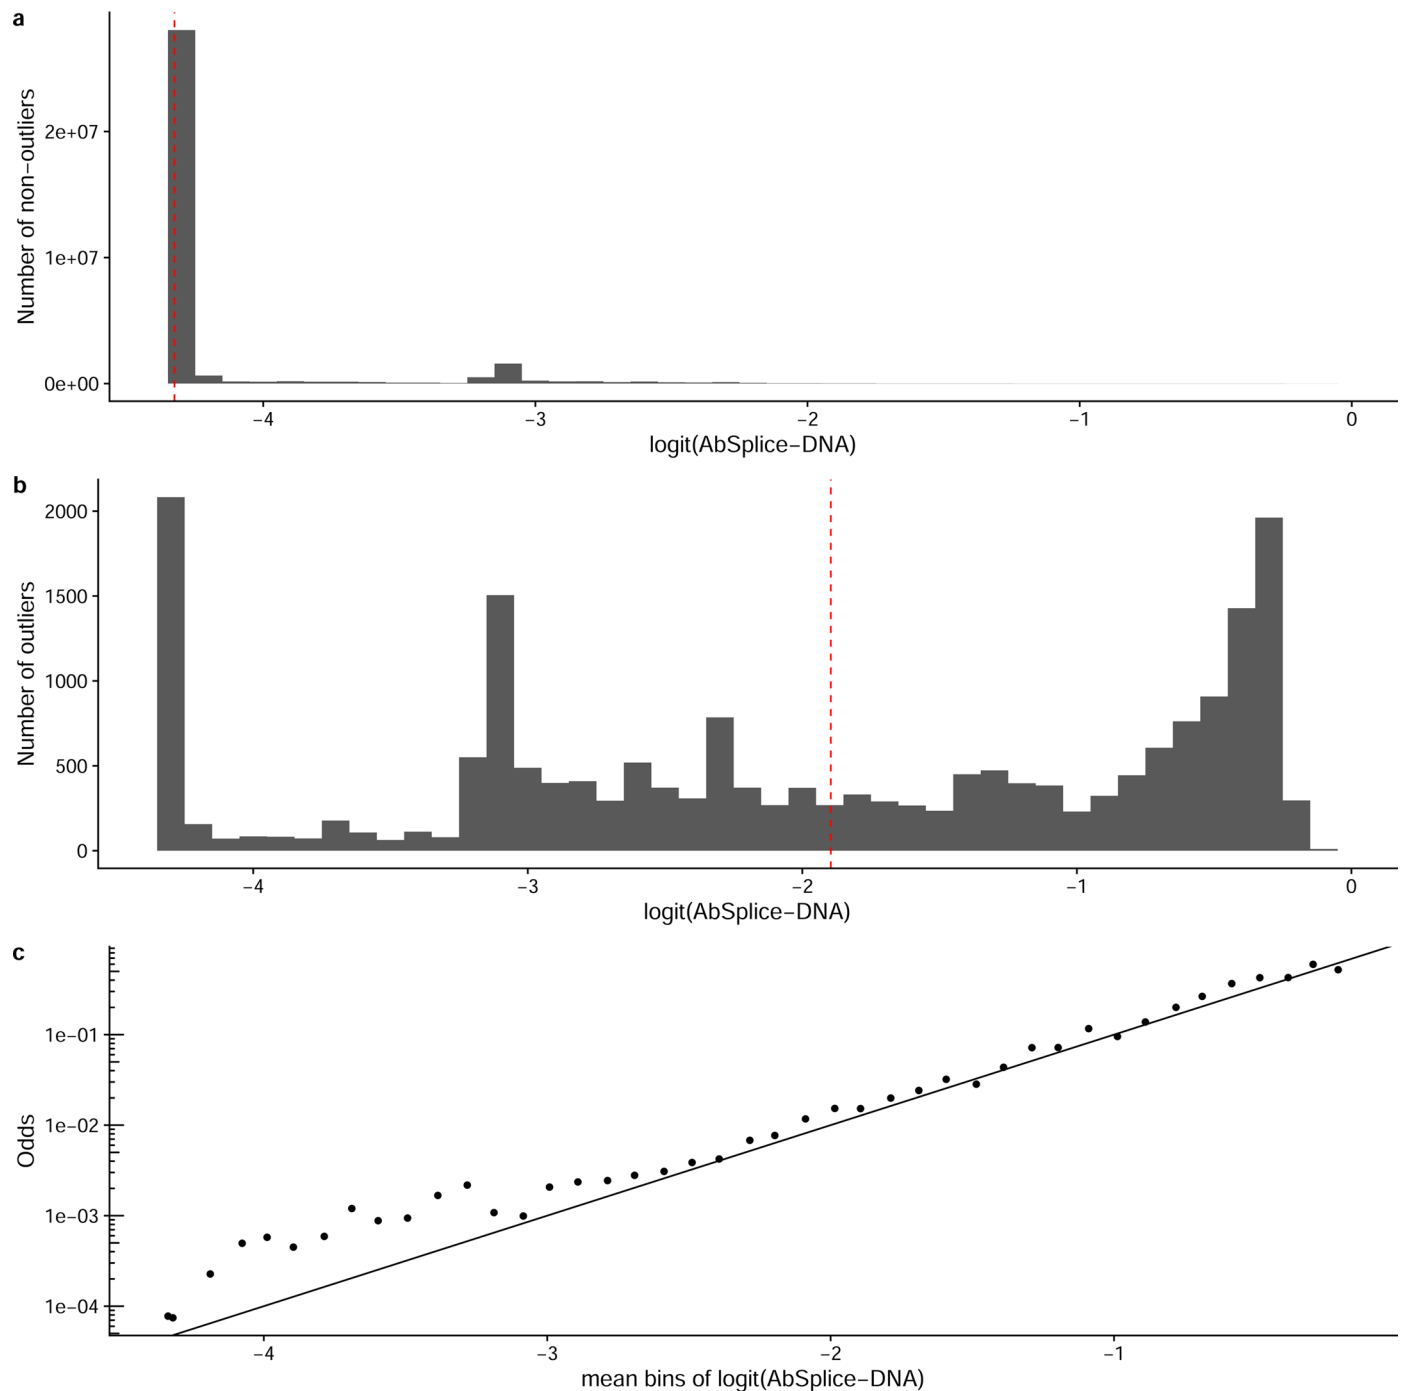 a
Number of non−outliers
2e+07
1e+07
0e+00
−4
−3
−2
−1
0
logit(AbSplice−DNA)
b
Number of outliers
2000
1500
1000
500
0
−4
−3
−2
−1
0
logit(AbSplice−DNA)
c
Odds
1e−01
1e−02
1e−03
1e−04
−4
−3
−2
−1
mean bins of logit(AbSplice−DNA)